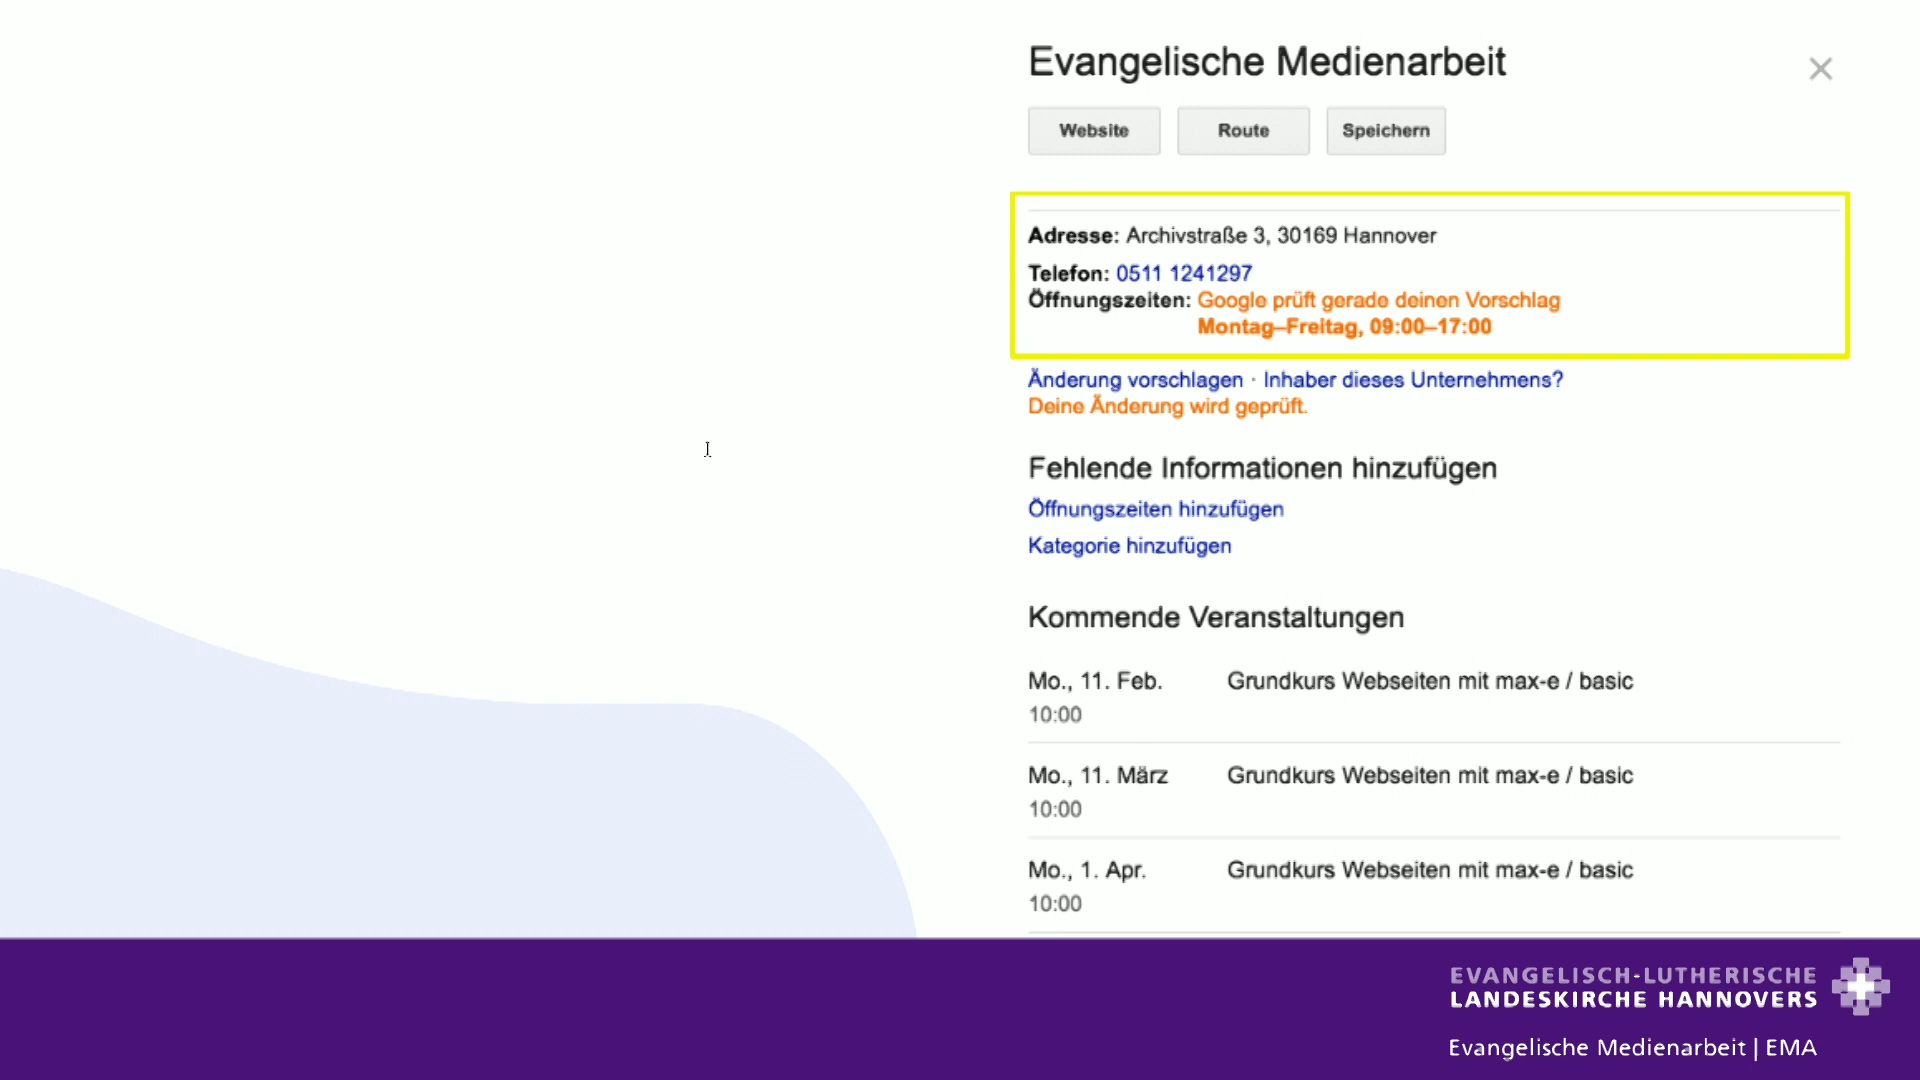 Evangelische Medienarbeit
Website Route Speichern
Adresse: Archivstraße 3, 30169 Hannover
Telefon: 0511 1241297
Öffnungszeiten: Google prüft gerade deinen Vorschlag
Montag–Freitag, 09:00–17:00
Änderung vorschlagen · Inhaber dieses Unternehmens?
Deine Änderung wird geprüft.
Fehlende Informationen hinzufügen
Öffnungszeiten hinzufügen
Kategorie hinzufügen
Kommende Veranstaltungen
Mo., 11. Feb. Grundkurs Webseiten mit max-e / basic
10:00
Mo., 11. März Grundkurs Webseiten mit max-e / basic
10:00
Mo., 1. Apr. Grundkurs Webseiten mit max-e / basic
10:00
EVANGELISCH-LUTHERISCHE
LANDESKIRCHE HANNOVERS
Evangelische Medienarbeit | EMA